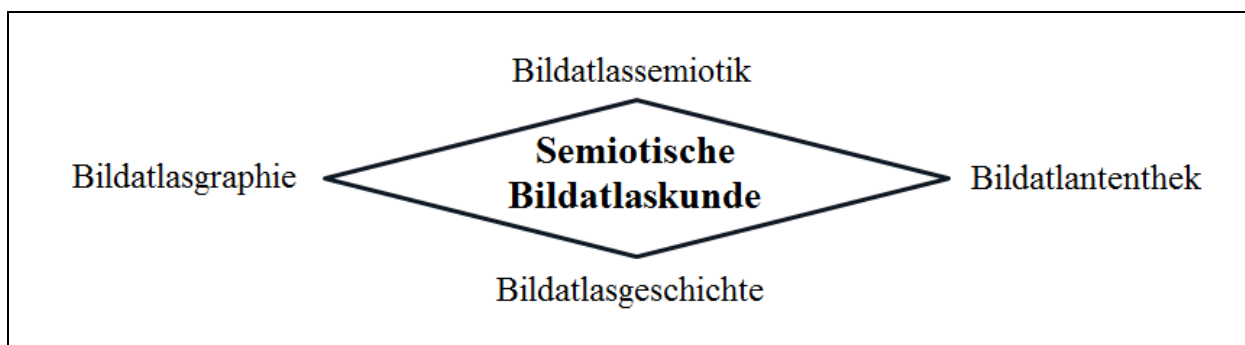 Bildatlassemiotik
Semiotische
Bildatlaskunde
Bildatlasgraphie
Bildatlantenthek
Bildatlasgeschichte